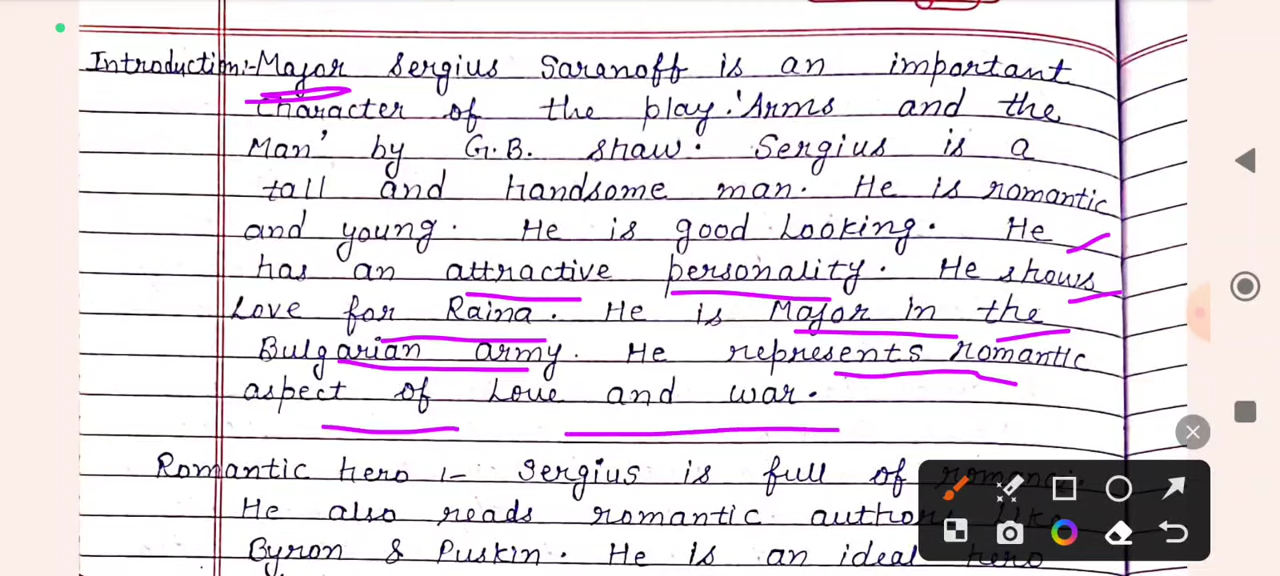 Introduction:- Major Sergius Saranoff is an important
character of the play. 'Arms and the
Man' by G.B. Shaw. Sergius is a
tall and handsome man. He is romantic
and young. He is good looking. He
has an attractive personality. He shows
Love for Raina. He is Major in the
Bulgarian army. He represents romantic
aspect of Love and war.
Romantic hero :- Sergius is full of
He also reads romantic authors like
Byron & Puskin. He is an ideal hero